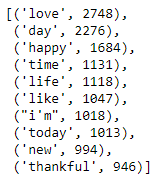 [('love', 2748),
('day', 2276),
('happy', 1684),
('time', 1131),
('life', 1118),
('like', 1047),
("i'm", 1018),
('today', 1013),
('new', 994),
('thankful', 946)]